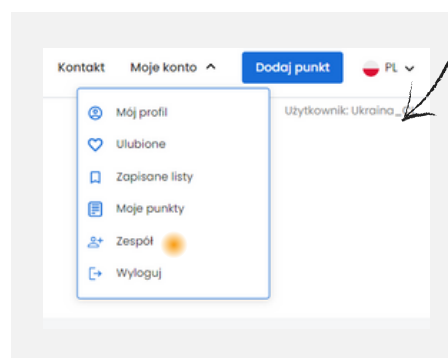 Kontakt Moje konto Dodaj punkt PL
Użytkownik: Ukraina_
Mój profil
Ulubione
Zapisane listy
Moje punkty
Zespół
Wyloguj